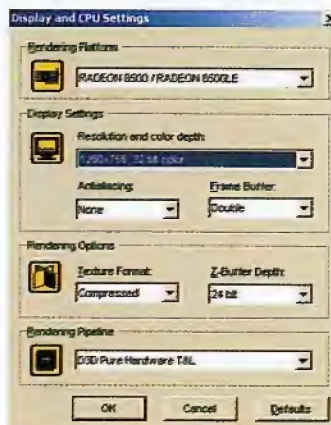 Display and CPU Settings
Rendering Platform
RADEON 8500 / RADEON 8500LE
Display Settings
Resolution and color depth:
32 bit color
Antialiasing:
Frame Buffer:
None
Double
Rendering Options
Texture Format:
Z-Buffer Depth:
Compressed
24 bit
Rendering Pipeline
D3D Pure Hardware T&L
OK
Cancel
Defaults